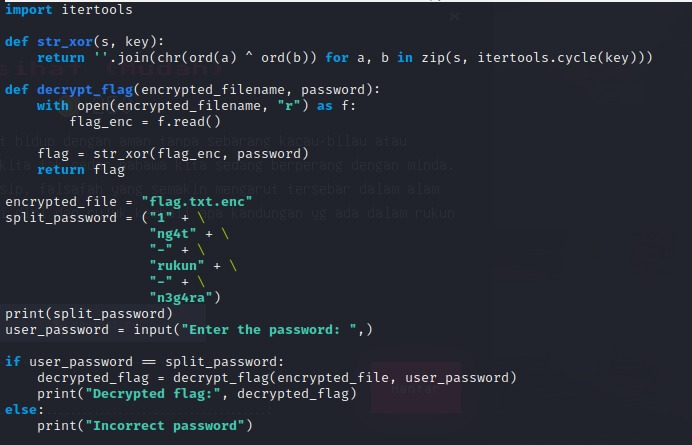 import itertools
def str_xor(s, key):
    return ''.join(chr(ord(a) ^ ord(b)) for a, b in zip(s, itertools.cycle(key)))
def decrypt_flag(encrypted_filename, password):
    with open(encrypted_filename, "r") as f:
        flag_enc = f.read()
    flag = str_xor(flag_enc, password)
    return flag
encrypted_file = "flag.txt.enc"
split_password = ("1" + \
                  "ng4t" + \
                  "-" + \
                  "rukun" + \
                  "-" + \
                  "n3g4ra")
print(split_password)
user_password = input("Enter the password: ",)
if user_password == split_password:
    decrypted_flag = decrypt_flag(encrypted_file, user_password)
    print("Decrypted flag:", decrypted_flag)
else:
    print("Incorrect password")